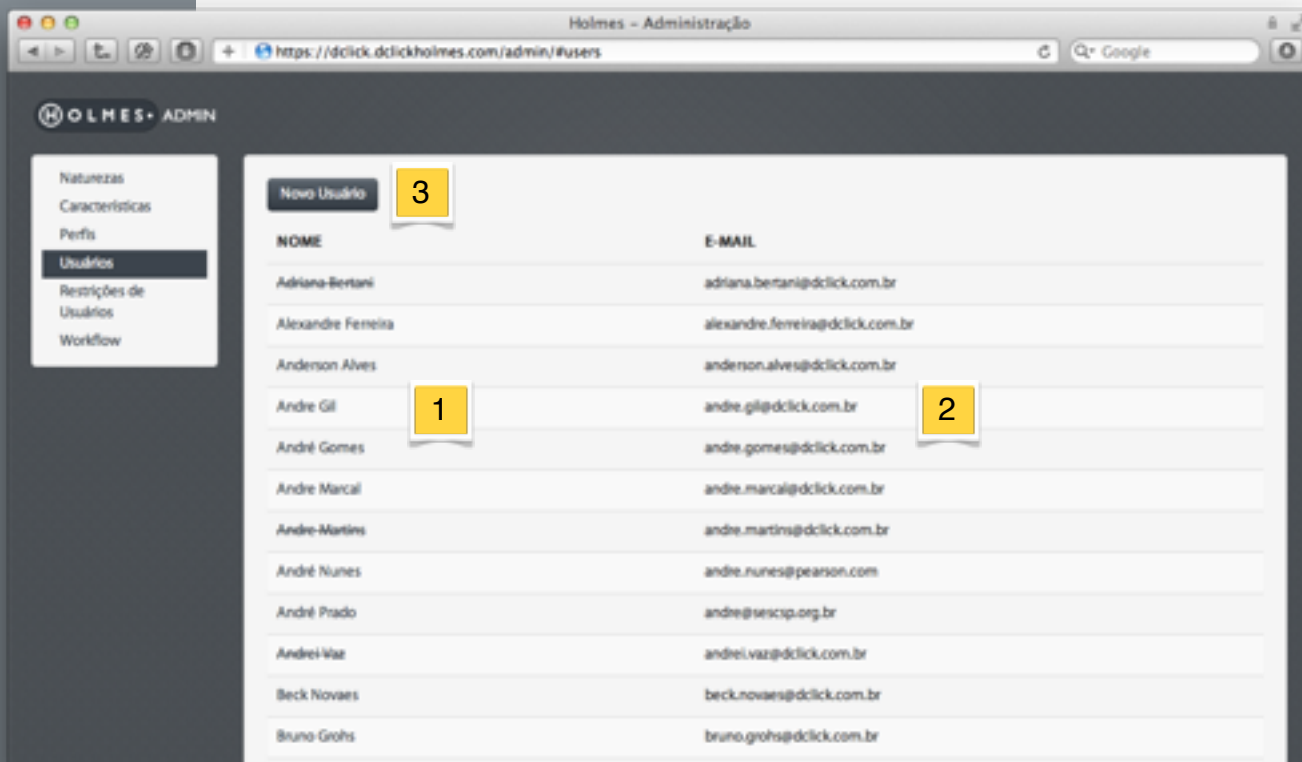 Holmes – Administração
https://dclick.dclickholmes.com/admin/#users
Google
HOLMES• ADMIN
Naturezas
Características
Perfis
Usuários
Restrições de
Usuários
Workflow
Novo Usuário
3
NOME E-MAIL
Adriana Bertani adriana.bertani@dclick.com.br
Alexandre Ferreira alexandre.ferreira@dclick.com.br
Anderson Alves anderson.alves@dclick.com.br
Andre Gil 1 andre.gil@dclick.com.br 2
André Gomes andre.gomes@dclick.com.br
Andre Marcal andre.marcal@dclick.com.br
Andre Martins andre.martins@dclick.com.br
André Nunes andre.nunes@pearson.com
André Prado andre@sescsp.org.br
Andrei Vaz andrei.vaz@dclick.com.br
Beck Novaes beck.novaes@dclick.com.br
Bruno Grohs bruno.grohs@dclick.com.br